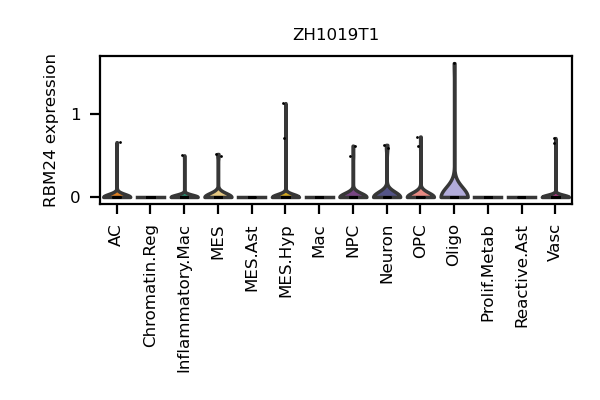 ZH1019T1
RBM24 expression
1
0
AC
Chromatin.Reg
Inflammatory.Mac
MES
MES.Ast
MES.Hyp
Mac
NPC
Neuron
OPC
Oligo
Prolif.Metab
Reactive.Ast
Vasc